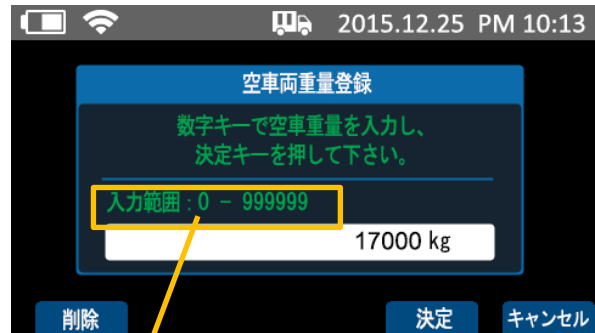 2015.12.25 PM 10:13
空車両重量登録
数字キーで空車重量を入力し、
決定キーを押して下さい。
入力範囲 : 0 - 999999
17000 kg
削除 決定 キャンセル